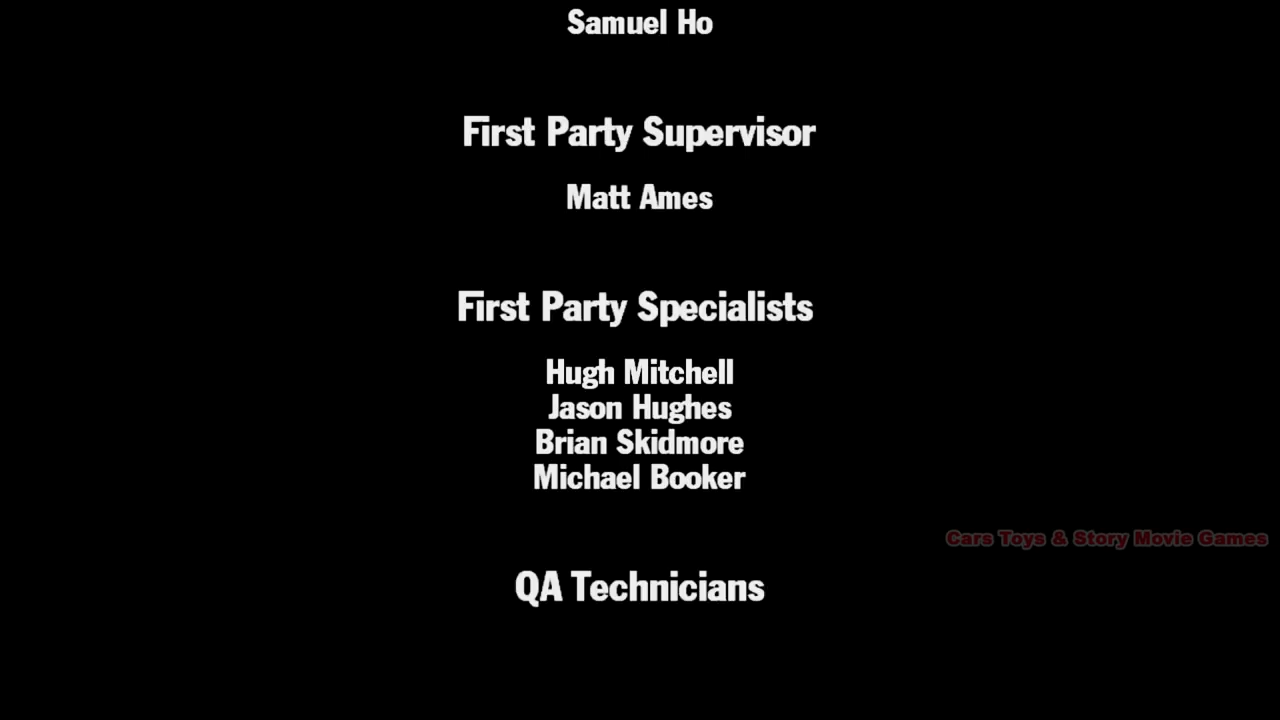 Samuel Ho
First Party Supervisor
Matt Ames
First Party Specialists
Hugh Mitchell
Jason Hughes
Brian Skidmore
Michael Booker
Cars Toys & Story Movie Games
QA Technicians